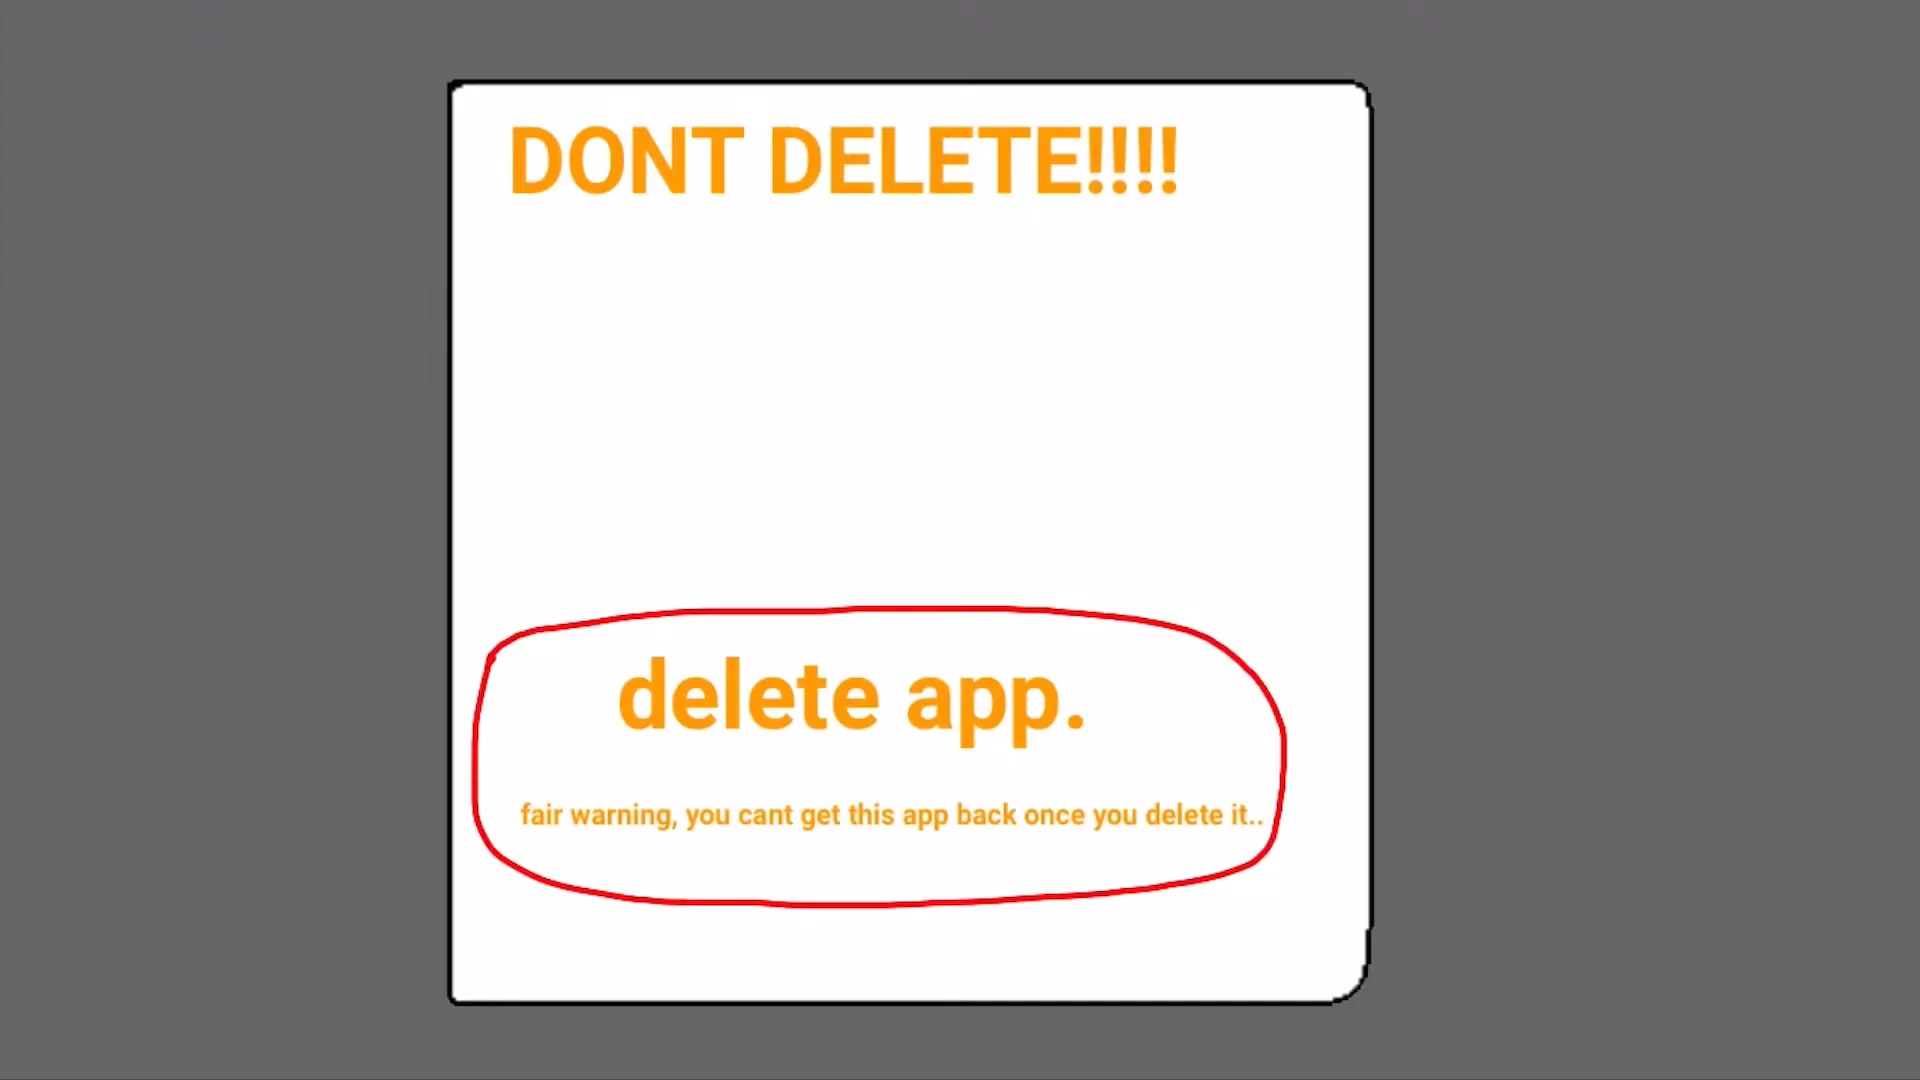 DONT DELETE!!!!
delete app.
fair warning, you cant get this app back once you delete it..